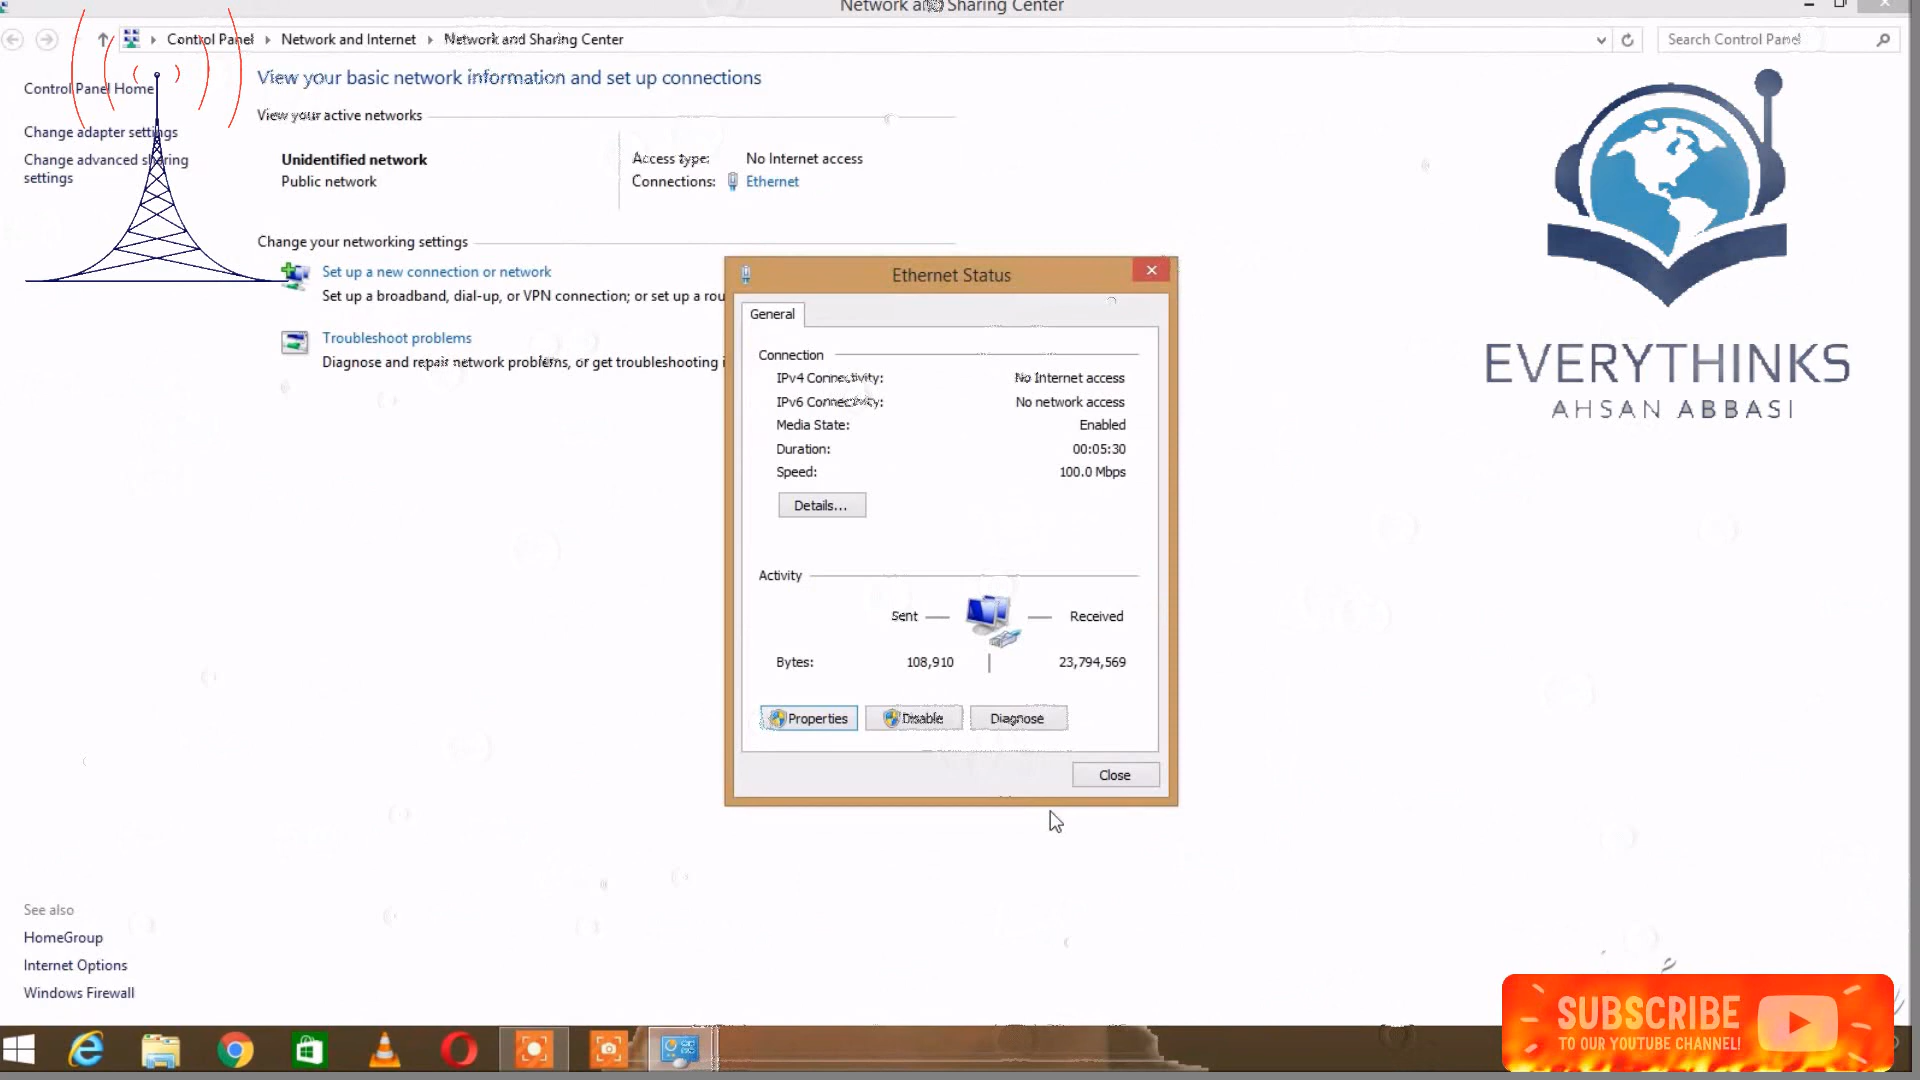 Network and Sharing Center
Control Panel
Network and Internet
Network and Sharing Center
Search Control Panel
Control Panel Home
Change adapter settings
Change advanced sharing
settings
View your basic network information and set up connections
View your active networks
Unidentified network
Public network
Access type: No Internet access
Connections: Ethernet
Change your networking settings
Set up a new connection or network
Set up a broadband, dial-up, or VPN connection; or set up a
Troubleshoot problems
Diagnose and repair network problems, or get troubleshooting
Ethernet Status
General
Connection
IPv4 Connectivity: No Internet access
IPv6 Connectivity: No network access
Media State: Enabled
Duration: 00:05:30
Speed: 100.0 Mbps
Details...
Activity
Sent
Received
Bytes: 108,910 23,794,569
Properties
Disable
Diagnose
Close
EVERYTHINKS
AHSAN ABBASI
See also
HomeGroup
Internet Options
Windows Firewall
SUBSCRIBE
TO OUR YOUTUBE CHANNEL!